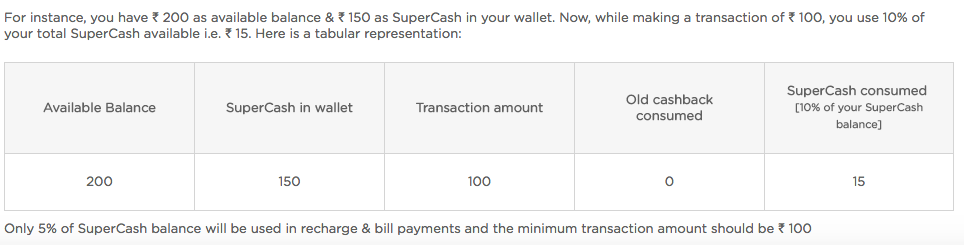 For instance, you have ₹ 200 as available balance & ₹ 150 as SuperCash in your wallet. Now, while making a transaction of ₹ 100, you use 10% of
your total SuperCash available i.e. ₹ 15. Here is a tabular representation:
Available Balance
SuperCash in wallet
Transaction amount
Old cashback
consumed
SuperCash consumed
[10% of your SuperCash
balance]
200
150
100
0
15
Only 5% of SuperCash balance will be used in recharge & bill payments and the minimum transaction amount should be ₹ 100